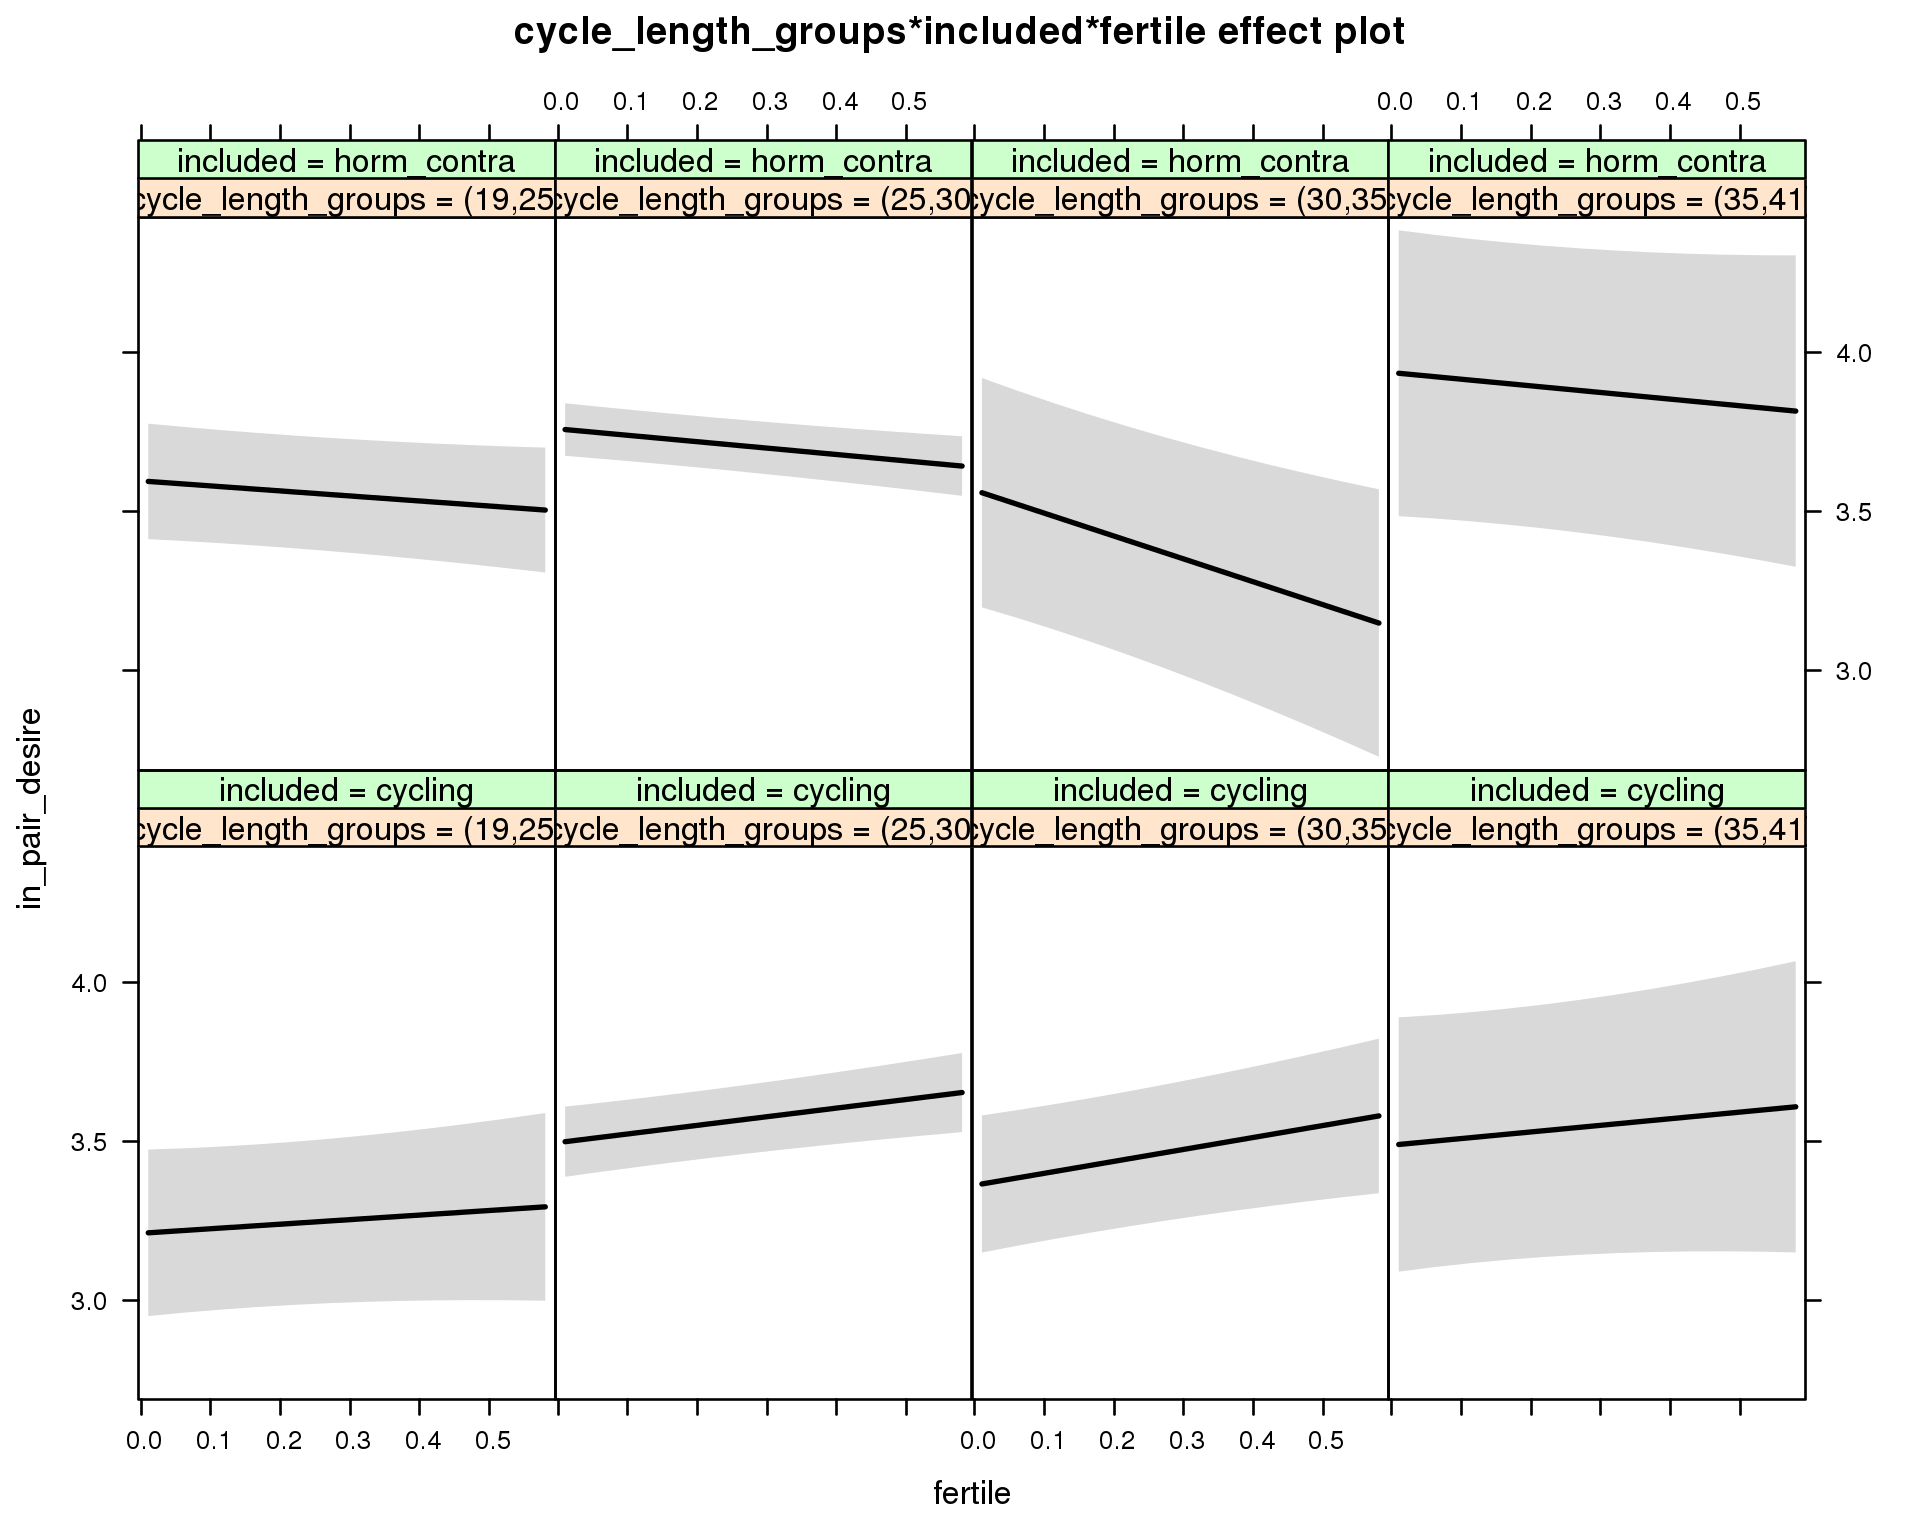 cycle_length_groups*included*fertile effect plot
0.0 0.1 0.2 0.3 0.4 0.5 0.0 0.1 0.2 0.3 0.4 0.5
included = horm_contra included = horm_contra included = horm_contra included = horm_contra
cycle_length_groups = (19,25 cycle_length_groups = (25,30 cycle_length_groups = (30,35 cycle_length_groups = (35,41
4.0
3.5
3.0
in_pair_desire
included = cycling included = cycling included = cycling included = cycling
cycle_length_groups = (19,25 cycle_length_groups = (25,30 cycle_length_groups = (30,35 cycle_length_groups = (35,41
4.0
3.5
3.0
0.0 0.1 0.2 0.3 0.4 0.5 0.0 0.1 0.2 0.3 0.4 0.5
fertile